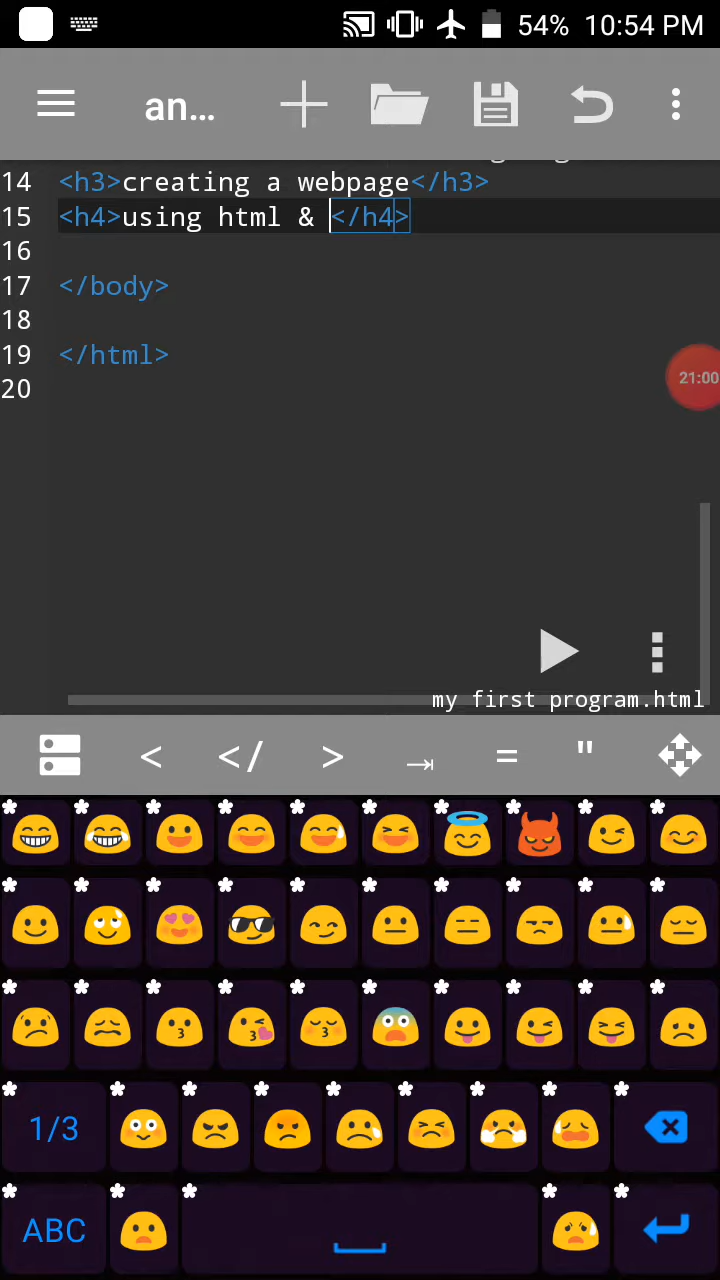 54% 10:54 PM
an...
14 <h3>creating a webpage</h3>
15 <h4>using html & </h4>
16
17 </body>
18
19 </html>
20
21:00
my first program.html
< </ > ⇥ = "
1/3
ABC